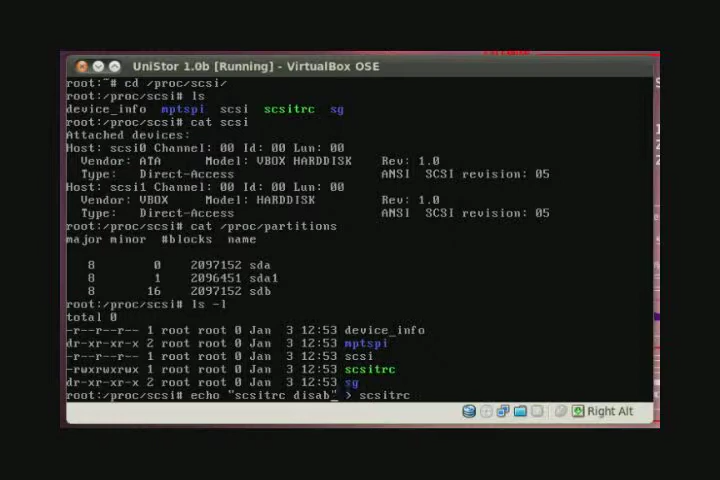 UniStor 1.0b [Running] - VirtualBox OSE
root:~# cd /proc/scsi/
root:/proc/scsi# ls
device_info  mptspi  scsi  scsitrc  sg
root:/proc/scsi# cat scsi
Attached devices:
Host: scsi0 Channel: 00 Id: 00 Lun: 00
  Vendor: ATA      Model: VBOX HARDDISK    Rev: 1.0
  Type:   Direct-Access                    ANSI  SCSI revision: 05
Host: scsi1 Channel: 00 Id: 00 Lun: 00
  Vendor: VBOX     Model: HARDDISK         Rev: 1.0
  Type:   Direct-Access                    ANSI  SCSI revision: 05
root:/proc/scsi# cat /proc/partitions
major minor  #blocks  name
   8        0    2097152 sda
   8        1    2096451 sda1
   8       16    2097152 sdb
root:/proc/scsi# ls -l
total 0
-r--r--r-- 1 root root 0 Jan  3 12:53 device_info
dr-xr-xr-x 2 root root 0 Jan  3 12:53 mptspi
-r--r--r-- 1 root root 0 Jan  3 12:53 scsi
-rwxrwxrwx 1 root root 0 Jan  3 12:53 scsitrc
dr-xr-xr-x 2 root root 0 Jan  3 12:53 sg
root:/proc/scsi# echo "scsitrc disab" > scsitrc
Right Alt